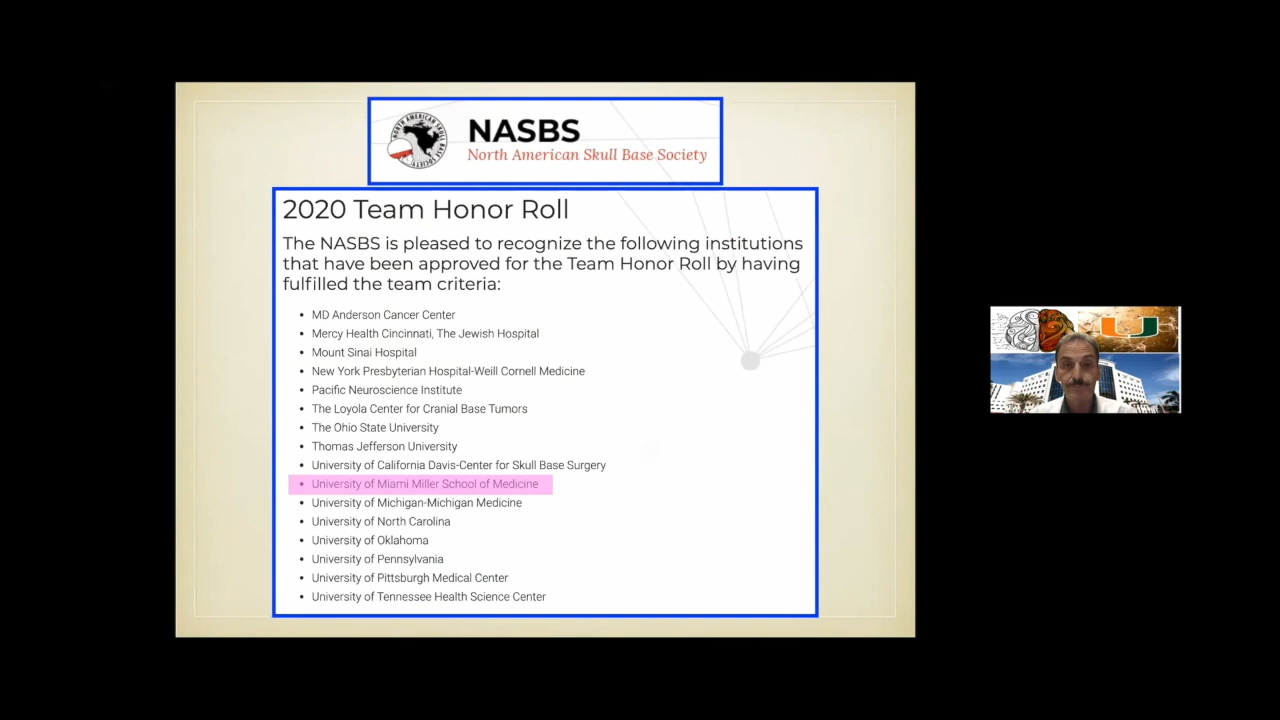 NORTH AMERICAN SKULL BASE SOCIETY
NASBS
North American Skull Base Society
2020 Team Honor Roll
The NASBS is pleased to recognize the following institutions
that have been approved for the Team Honor Roll by having
fulfilled the team criteria:
• MD Anderson Cancer Center
• Mercy Health Cincinnati, The Jewish Hospital
• Mount Sinai Hospital
• New York Presbyterian Hospital-Weill Cornell Medicine
• Pacific Neuroscience Institute
• The Loyola Center for Cranial Base Tumors
• The Ohio State University
• Thomas Jefferson University
• University of California Davis-Center for Skull Base Surgery
• University of Miami Miller School of Medicine
• University of Michigan-Michigan Medicine
• University of North Carolina
• University of Oklahoma
• University of Pennsylvania
• University of Pittsburgh Medical Center
• University of Tennessee Health Science Center